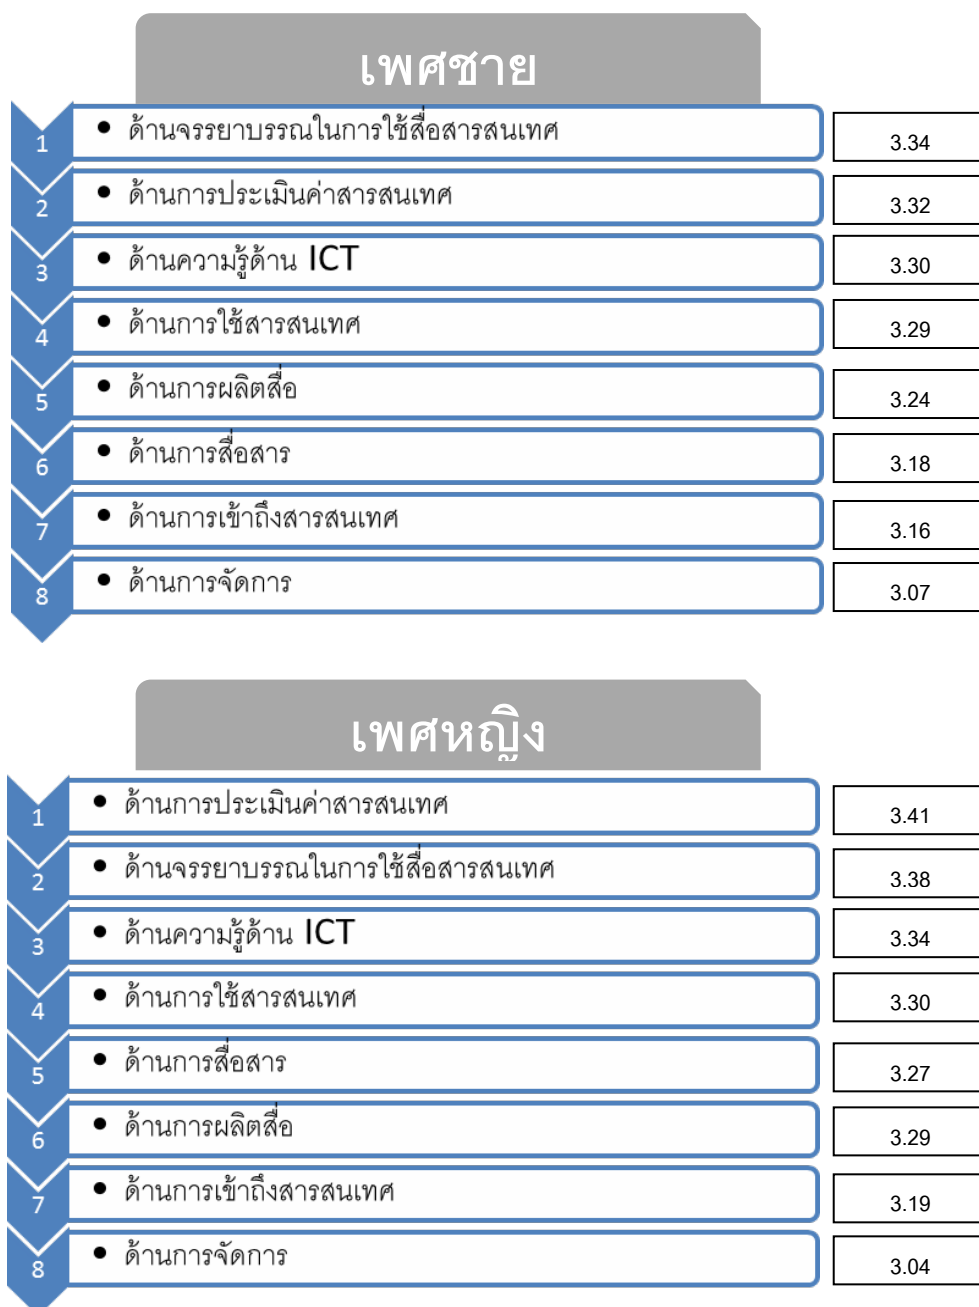 เพศชาย
1 • ด้านจรรยาบรรณในการใช้สื่อสารสนเทศ 3.34
2 • ด้านการประเมินค่าสารสนเทศ 3.32
3 • ด้านความรู้ด้าน ICT 3.30
4 • ด้านการใช้สารสนเทศ 3.29
5 • ด้านการผลิตสื่อ 3.24
6 • ด้านการสื่อสาร 3.18
7 • ด้านการเข้าถึงสารสนเทศ 3.16
8 • ด้านการจัดการ 3.07
เพศหญิง
1 • ด้านการประเมินค่าสารสนเทศ 3.41
2 • ด้านจรรยาบรรณในการใช้สื่อสารสนเทศ 3.38
3 • ด้านความรู้ด้าน ICT 3.34
4 • ด้านการใช้สารสนเทศ 3.30
5 • ด้านการสื่อสาร 3.27
6 • ด้านการผลิตสื่อ 3.29
7 • ด้านการเข้าถึงสารสนเทศ 3.19
8 • ด้านการจัดการ 3.04